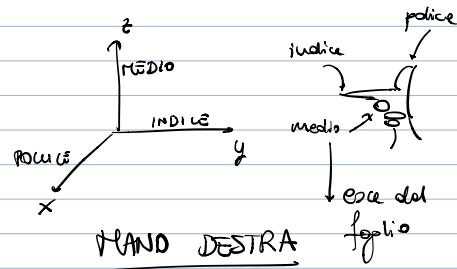 z
MEDIO
INDICE
y
POLLICE
x
MANO DESTRA
pollice
indice
medio
esce dal
foglio